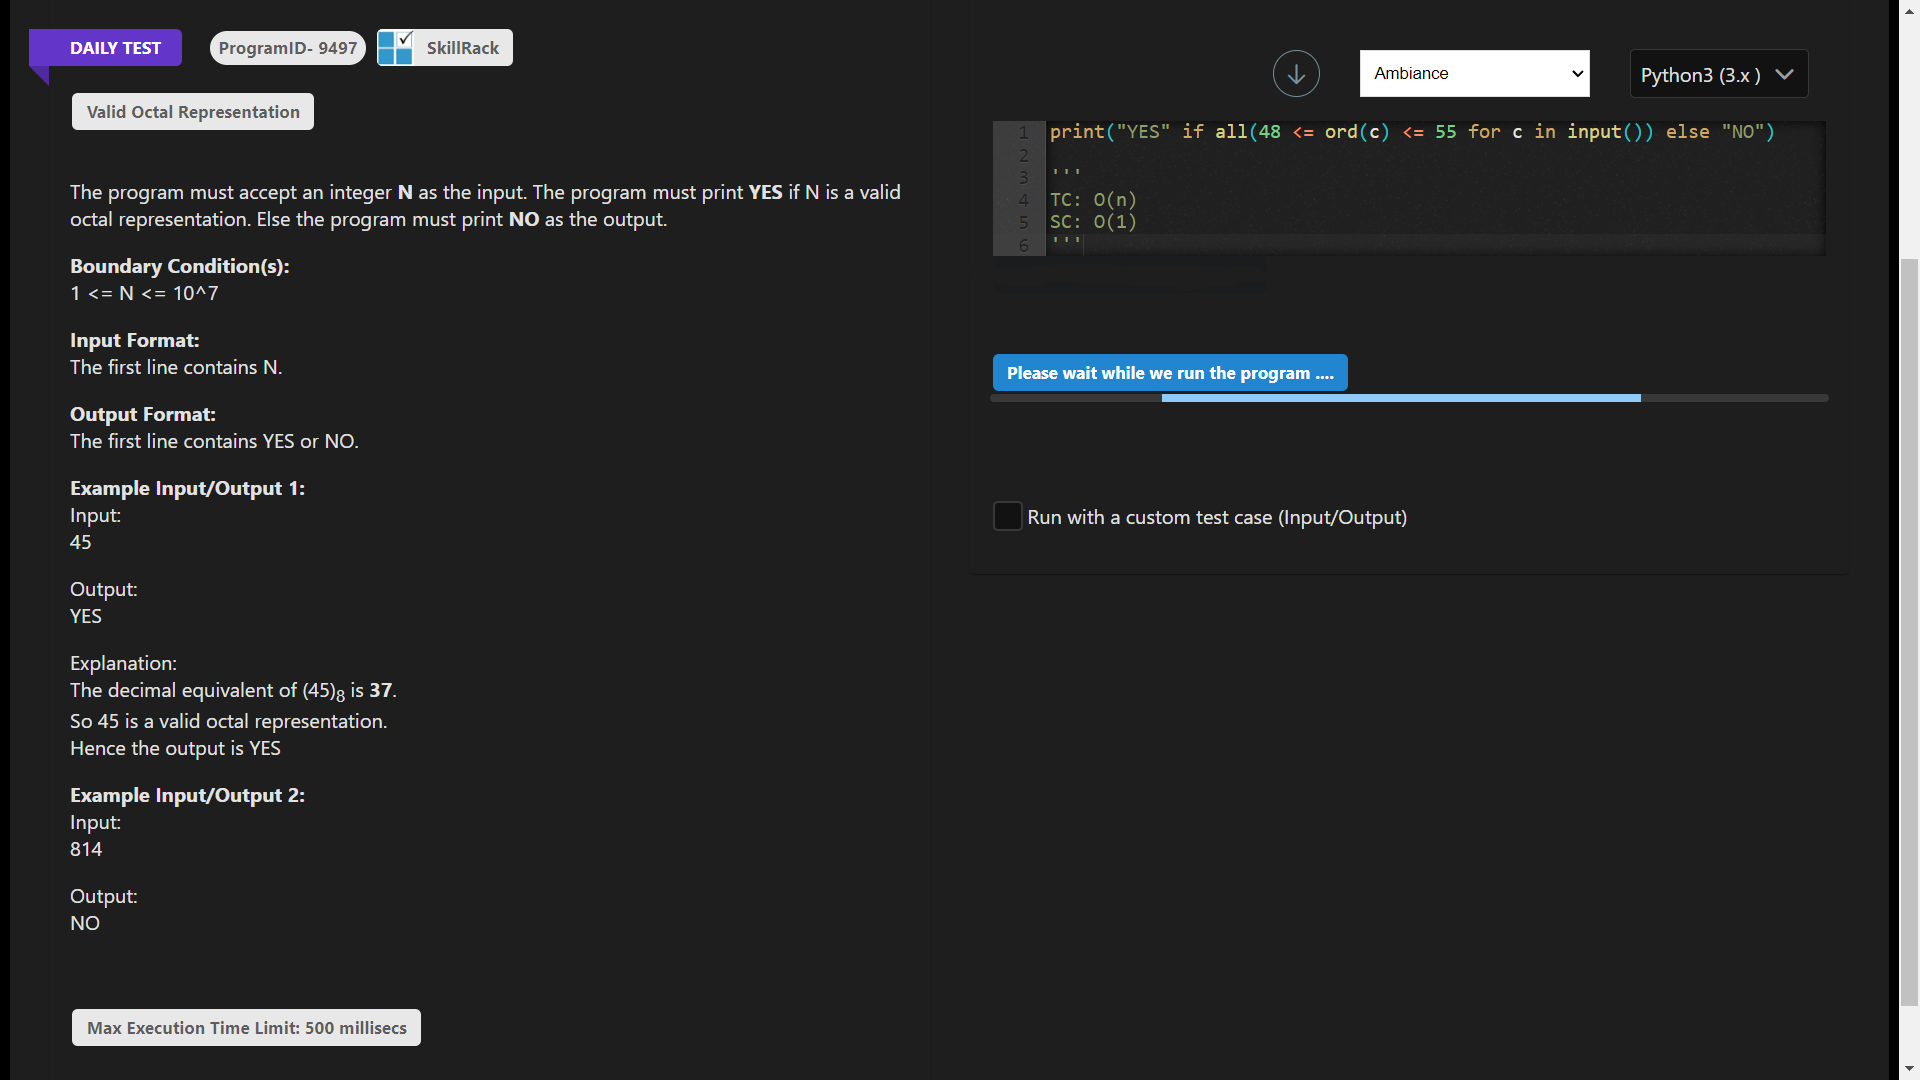 DAILY TEST
ProgramID- 9497
SkillRack
Valid Octal Representation
The program must accept an integer N as the input. The program must print YES if N is a valid
octal representation. Else the program must print NO as the output.
Boundary Condition(s):
1 <= N <= 10^7
Input Format:
The first line contains N.
Output Format:
The first line contains YES or NO.
Example Input/Output 1:
Input:
45
Output:
YES
Explanation:
The decimal equivalent of (45)8 is 37.
So 45 is a valid octal representation.
Hence the output is YES
Example Input/Output 2:
Input:
814
Output:
NO
Max Execution Time Limit: 500 millisecs
Ambiance
Python3 (3.x )
1 print("YES" if all(48 <= ord(c) <= 55 for c in input()) else "NO")
2
3 '''
4 TC: O(n)
5 SC: O(1)
6 '''
Please wait while we run the program ....
Run with a custom test case (Input/Output)